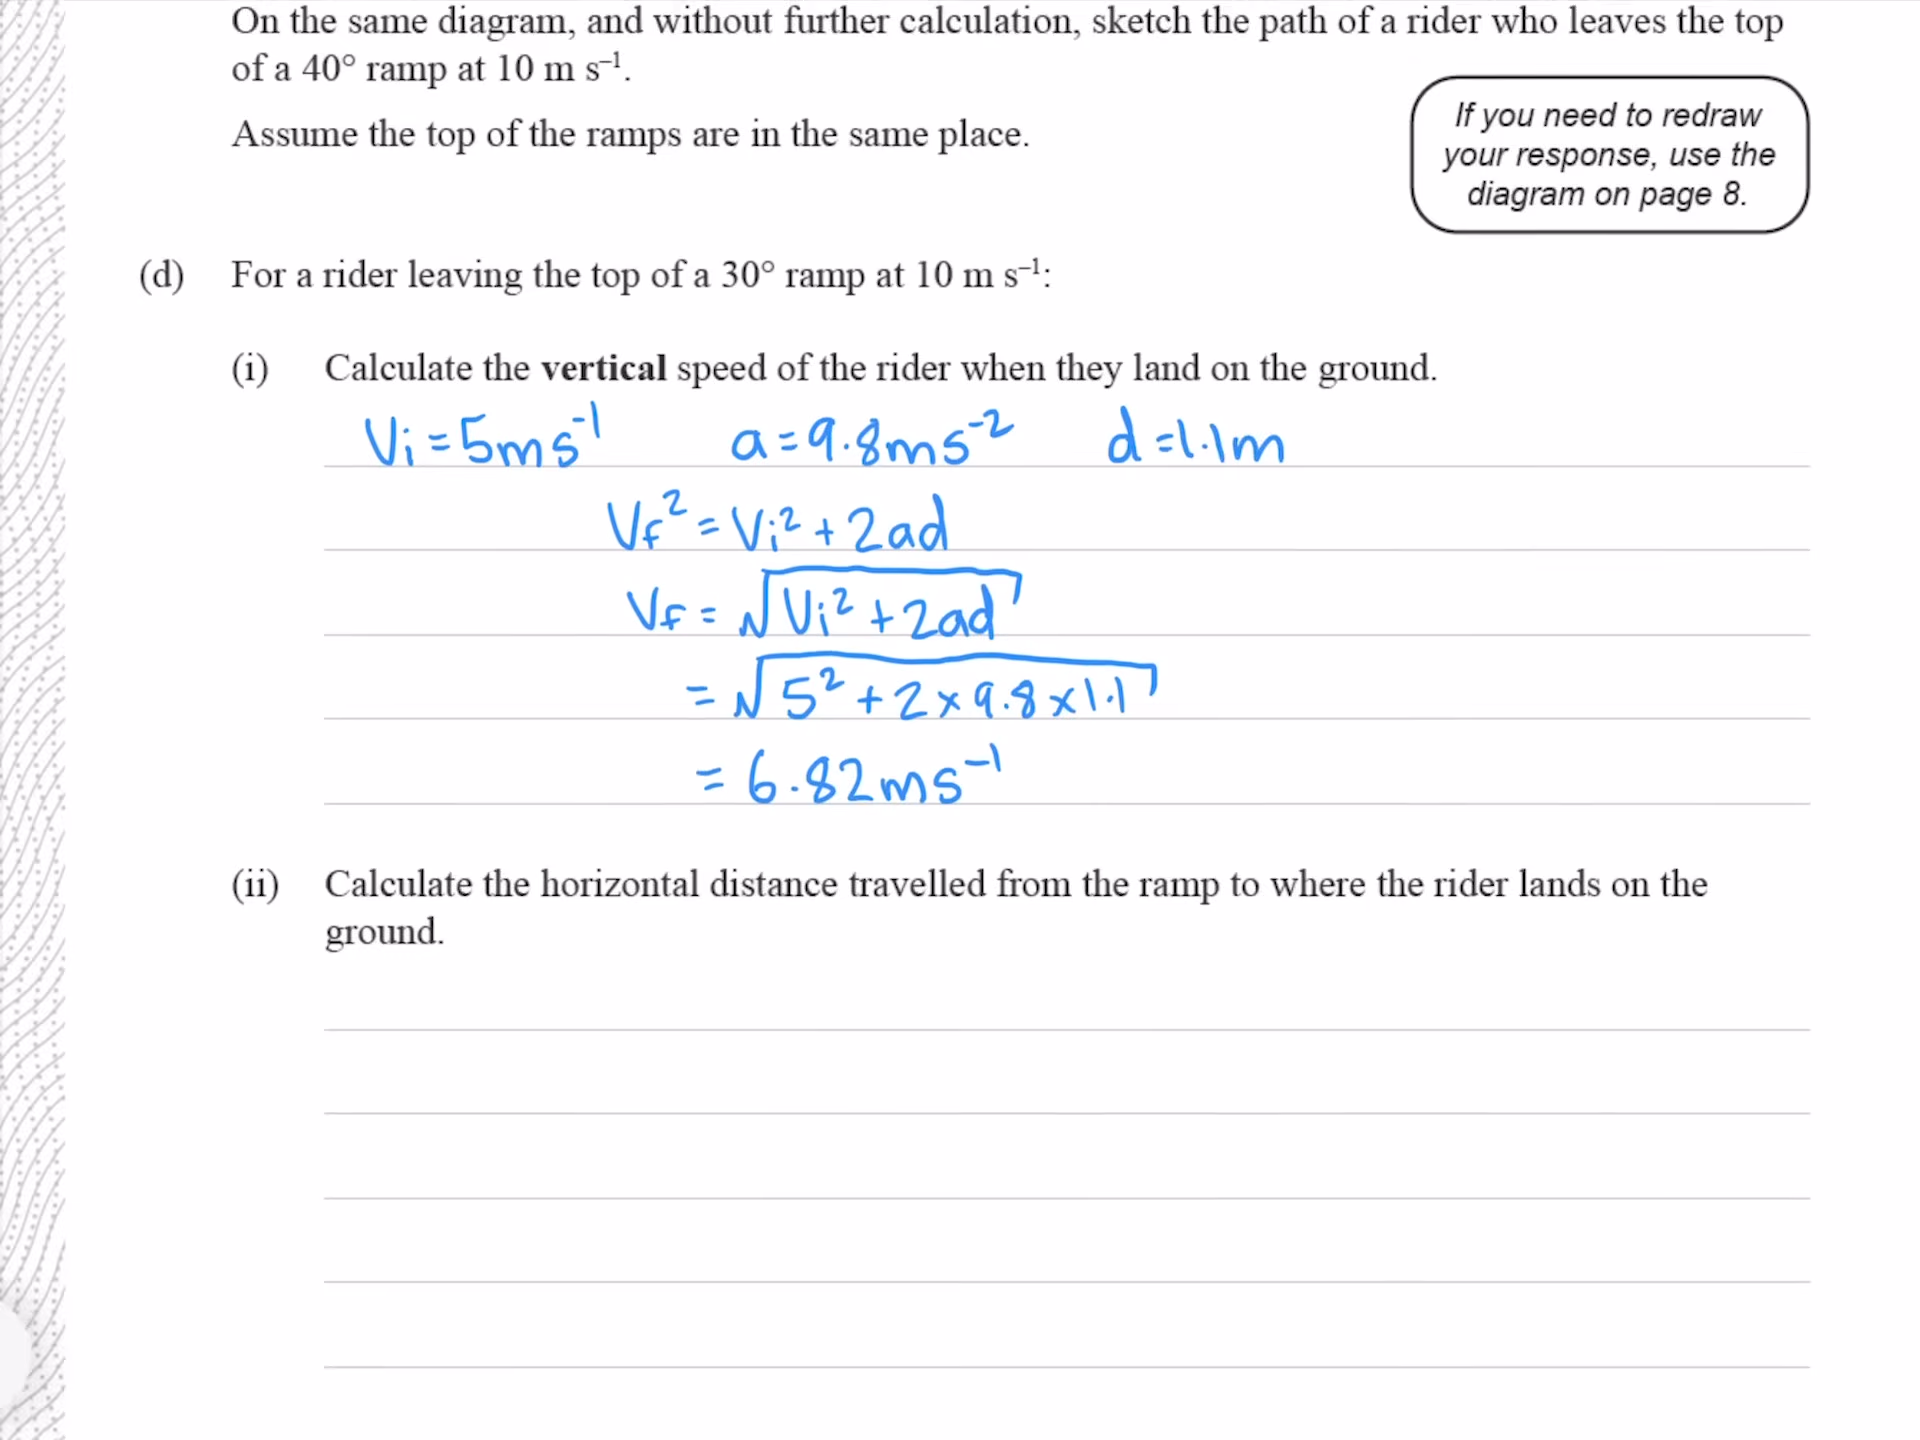 On the same diagram, and without further calculation, sketch the path of a rider who leaves the top
of a 40° ramp at 10 m s⁻¹.
Assume the top of the ramps are in the same place.
If you need to redraw
your response, use the
diagram on page 8.
(d) For a rider leaving the top of a 30° ramp at 10 m s⁻¹:
(i) Calculate the vertical speed of the rider when they land on the ground.
Vi = 5ms⁻¹ a = 9.8ms⁻² d = 1.1m
Vf² = Vi² + 2ad
Vf = √Vi² + 2ad
= √5² + 2 × 9.8 × 1.1
= 6.82ms⁻¹
(ii) Calculate the horizontal distance travelled from the ramp to where the rider lands on the
ground.